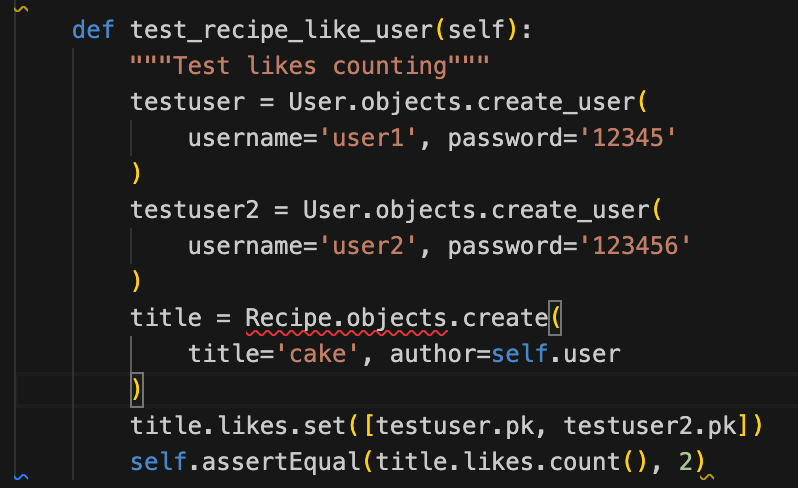 def test_recipe_like_user(self):
"""Test likes counting"""
testuser = User.objects.create_user(
username='user1', password='12345'
)
testuser2 = User.objects.create_user(
username='user2', password='123456'
)
title = Recipe.objects.create(
title='cake', author=self.user
)
title.likes.set([testuser.pk, testuser2.pk])
self.assertEqual(title.likes.count(), 2)